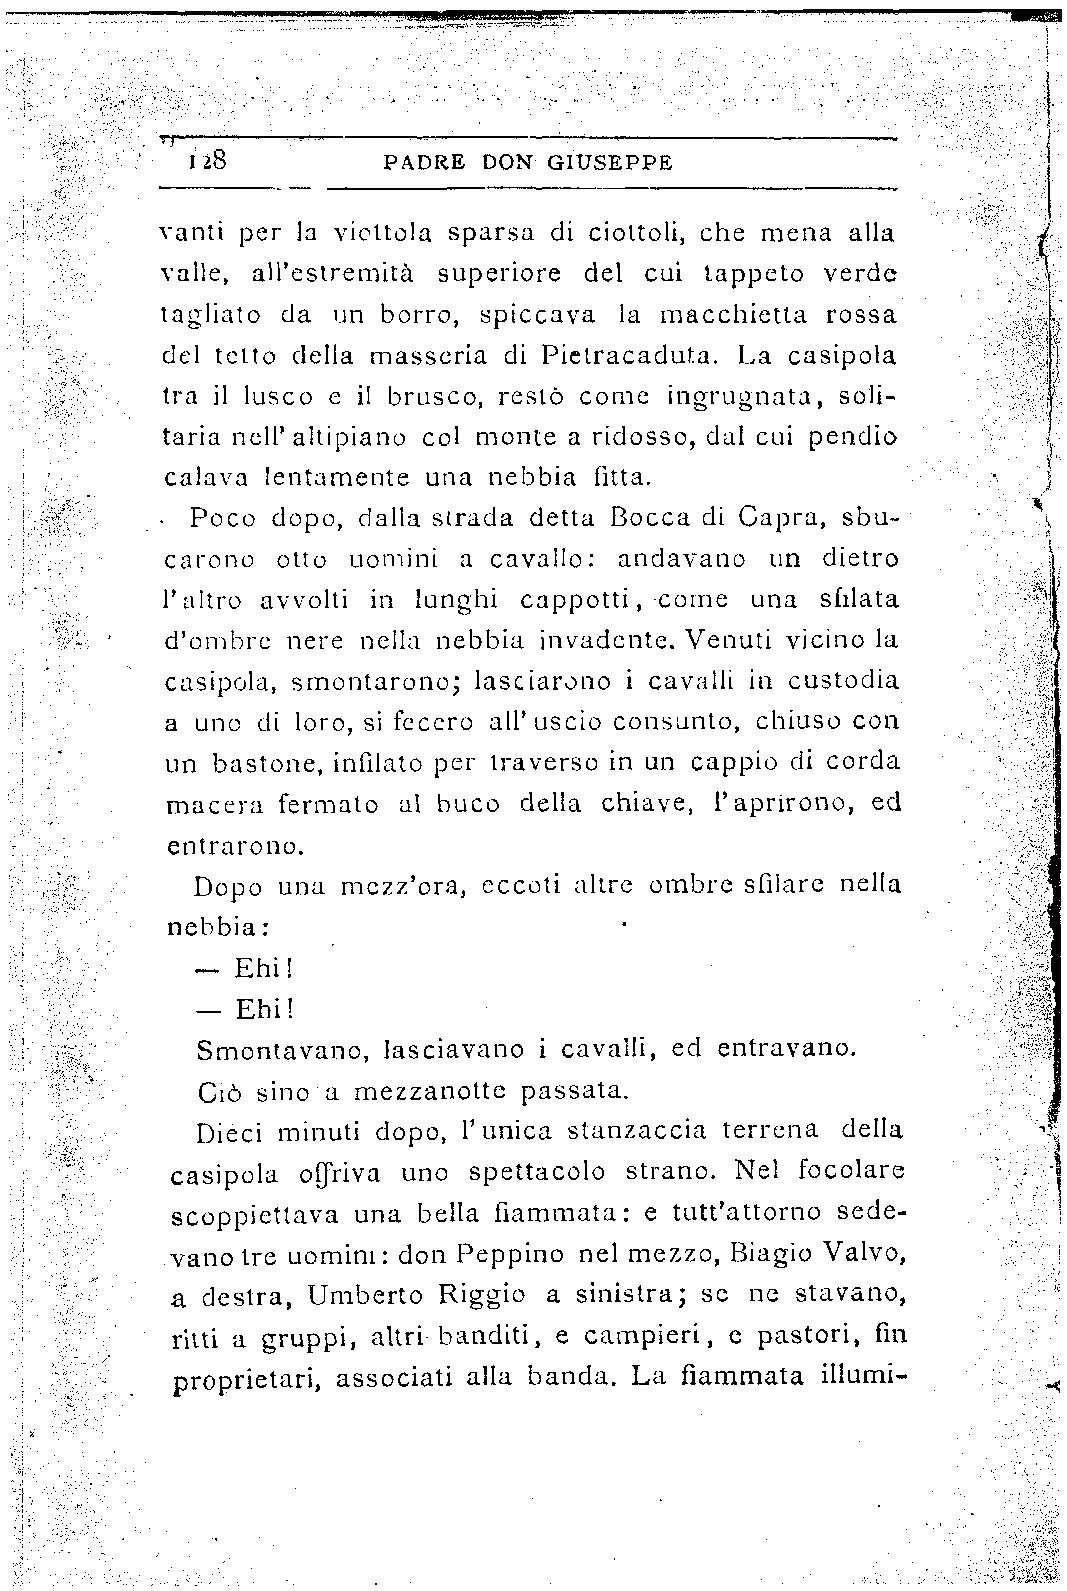 128 PADRE DON GIUSEPPE
vanti per la viottola sparsa di ciottoli, che mena alla
valle, all'estremità superiore del cui tappeto verde
tagliato da un borro, spiccava la macchietta rossa
del tetto della masseria di Pietracaduta. La casipola
tra il lusco e il brusco, restò come ingrugnata, soli-
taria nell'altipiano col monte a ridosso, dal cui pendio
calava lentamente una nebbia fitta.
Poco dopo, dalla strada detta Bocca di Capra, sbu-
carono otto uomini a cavallo: andavano un dietro
l'altro avvolti in lunghi cappotti, come una sfilata
d'ombre nere nella nebbia invadente. Venuti vicino la
casipola, smontarono; lasciarono i cavalli in custodia
a uno di loro, si fecero all'uscio consunto, chiuso con
un bastone, infilato per traverso in un cappio di corda
macera fermato al buco della chiave, l'aprirono, ed
entrarono.
Dopo una mezz'ora, eccoti altre ombre sfilare nella
nebbia:
— Ehi!
— Ehi!
Smontavano, lasciavano i cavalli, ed entravano.
Ciò sino a mezzanotte passata.
Dieci minuti dopo, l'unica stanzaccia terrena della
casipola offriva uno spettacolo strano. Nel focolare
scoppiettava una bella fiammata: e tutt'attorno sede-
vano tre uomini: don Peppino nel mezzo, Biagio Valvo,
a destra, Umberto Riggio a sinistra; se ne stavano,
ritti a gruppi, altri banditi, e campieri, e pastori, fin
proprietari, associati alla banda. La fiammata illumi-